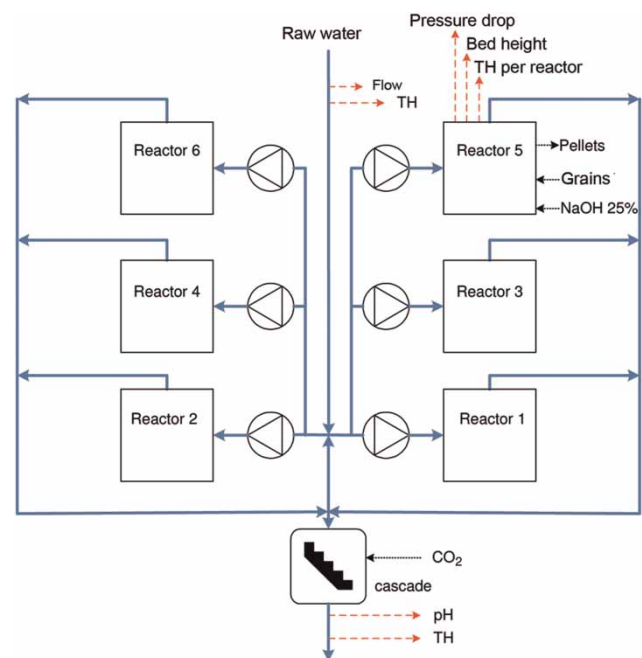 Pressure drop
Bed height
TH per reactor
Raw water
Flow
TH
Reactor 6
Reactor 5
Pellets
Grains
NaOH 25%
Reactor 4
Reactor 3
Reactor 2
Reactor 1
CO₂
cascade
pH
TH